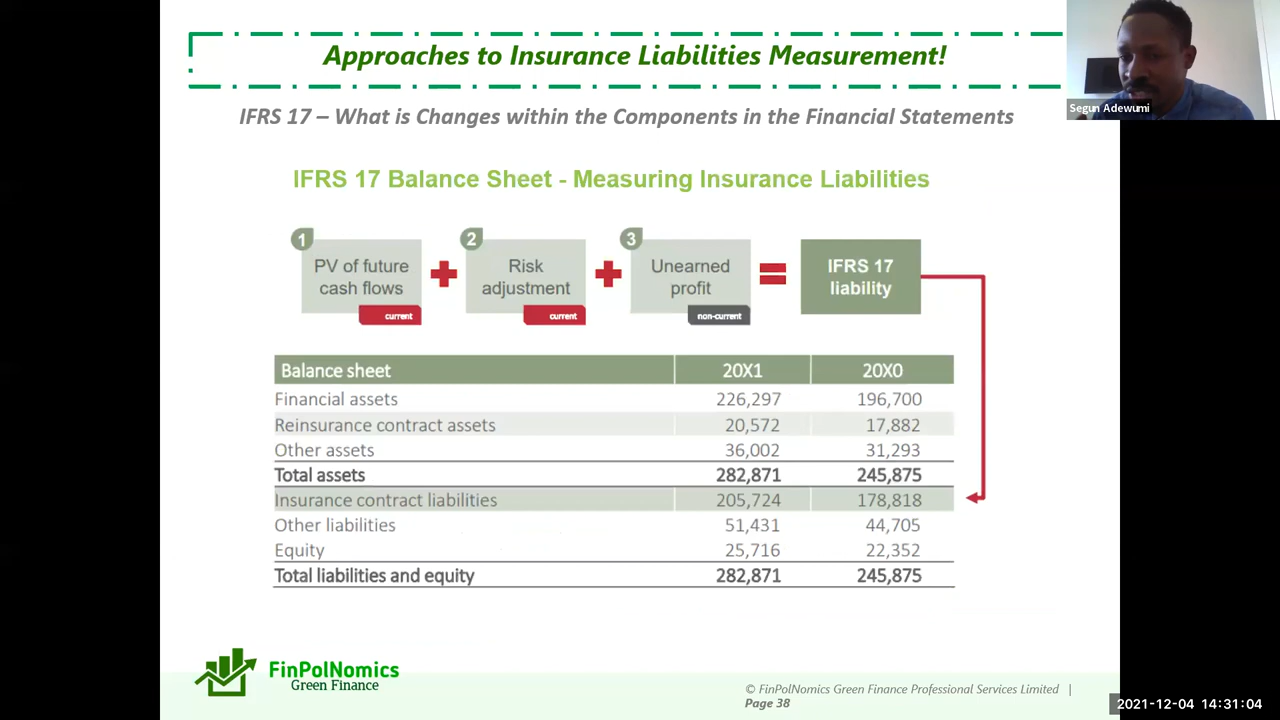 Approaches to Insurance Liabilities Measurement!
Segun Adewumi
IFRS 17 – What is Changes within the Components in the Financial Statements
IFRS 17 Balance Sheet - Measuring Insurance Liabilities
1 2 3
PV of future cash flows
current
Risk adjustment
current
Unearned profit
non-current
IFRS 17 liability
Balance sheet 20X1 20X0
Financial assets 226,297 196,700
Reinsurance contract assets 20,572 17,882
Other assets 36,002 31,293
Total assets 282,871 245,875
Insurance contract liabilities 205,724 178,818
Other liabilities 51,431 44,705
Equity 25,716 22,352
Total liabilities and equity 282,871 245,875
FinPolNomics
Green Finance
© FinPolNomics Green Finance Professional Services Limited |
Page 38
2021-12-04 14:31:04